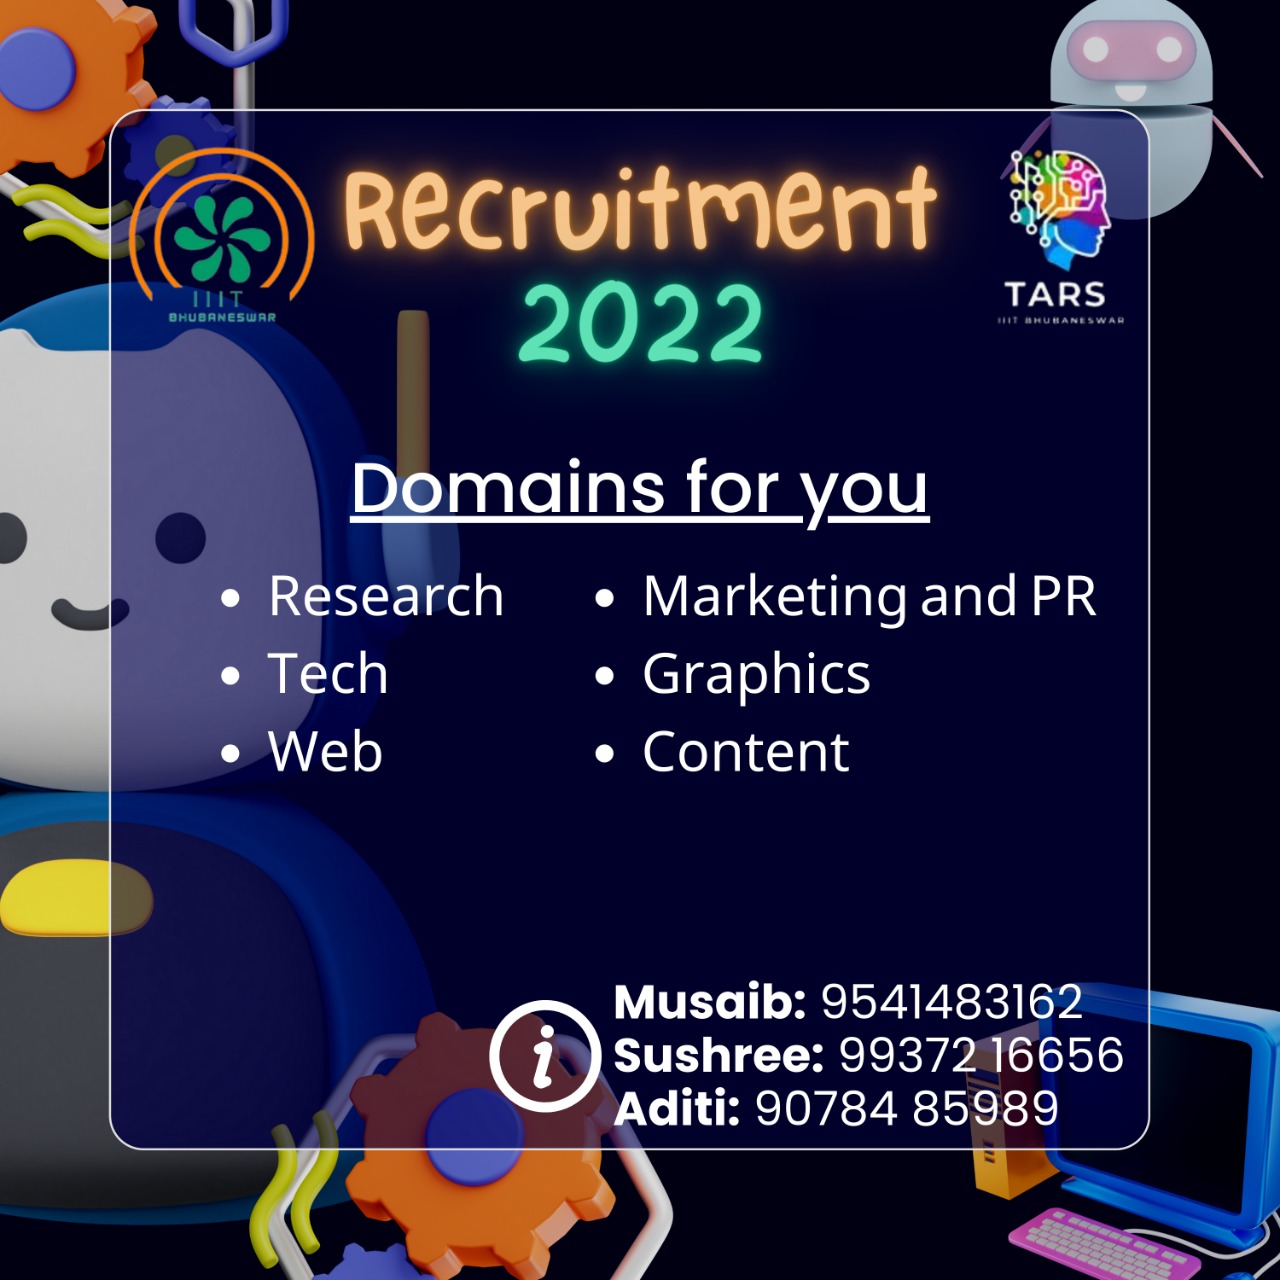 Recruitment
2022
IIIT
BHUBANESWAR
TARS
IIIT BHUBANESWAR
Domains for you
• Research
• Tech
• Web
• Marketing and PR
• Graphics
• Content
i
Musaib: 9541483162
Sushree: 99372 16656
Aditi: 90784 85989